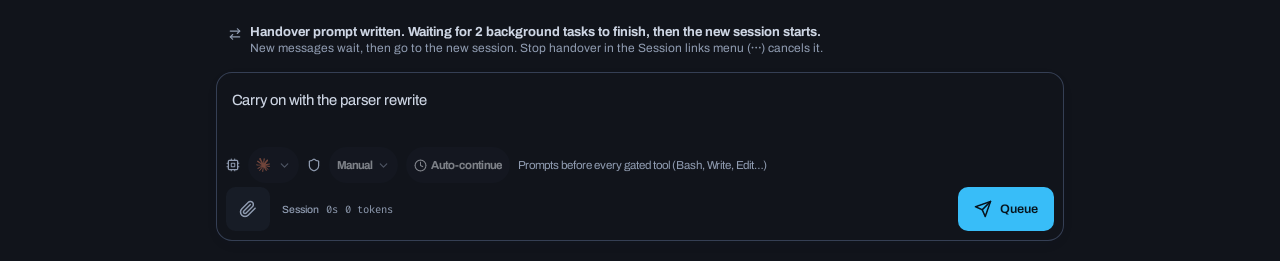 Handover prompt written. Waiting for 2 background tasks to finish, then the new session starts.
New messages wait, then go to the new session. Stop handover in the Session links menu (···) cancels it.
Carry on with the parser rewrite
Manual Auto-continue Prompts before every gated tool (Bash, Write, Edit…)
Session 0s 0 tokens Queue